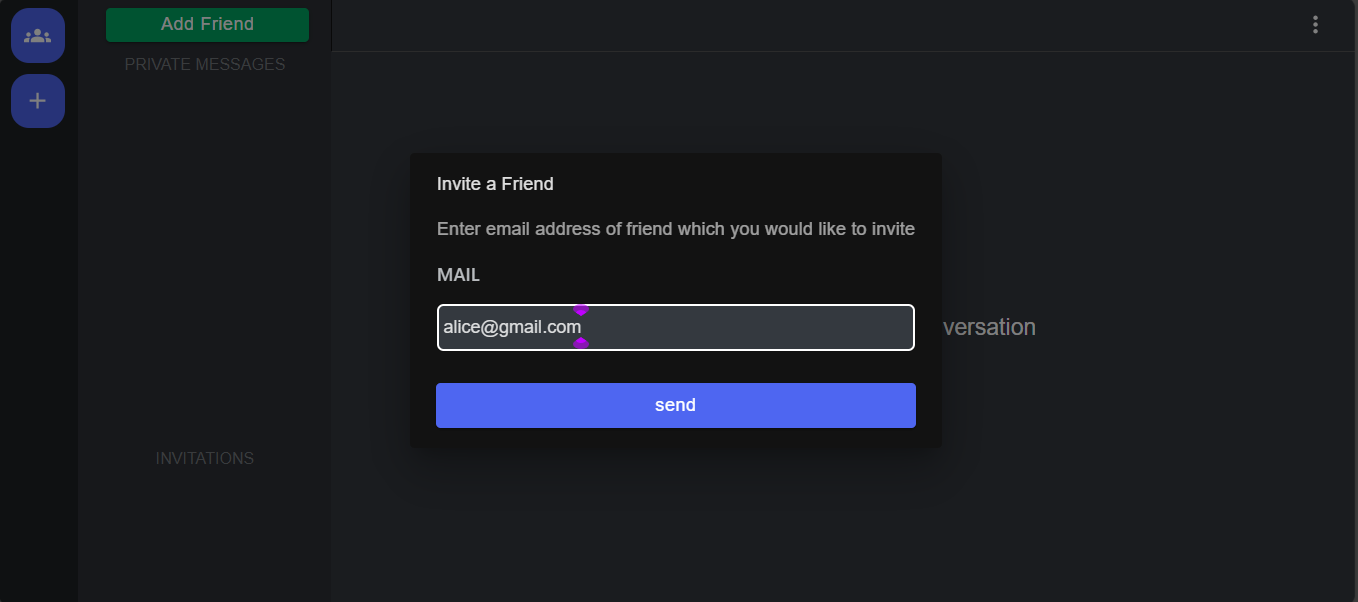 Add Friend
PRIVATE MESSAGES
Invite a Friend
Enter email address of friend which you would like to invite
MAIL
alice@gmail.com
versation
send
INVITATIONS